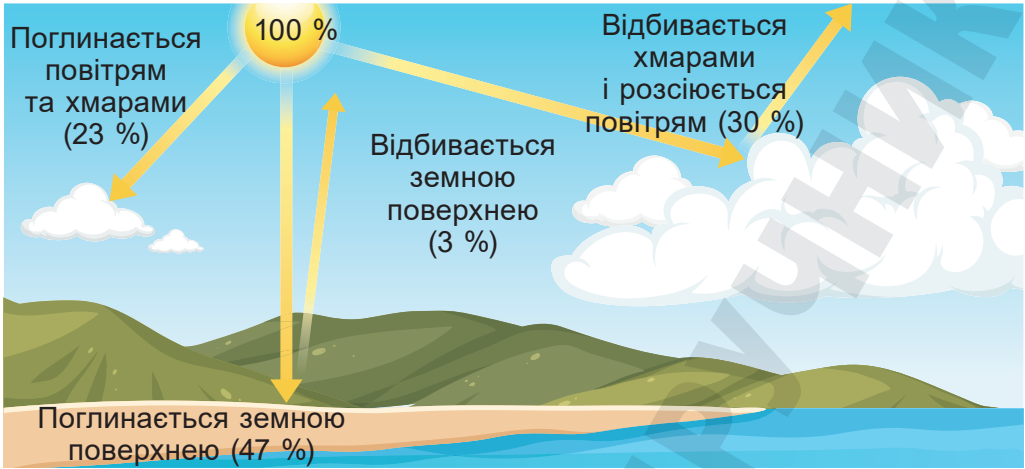 Поглинається
повітрям
та хмарами
(23 %)
100 %
Відбивається
земною
поверхнею
(3 %)
Відбивається
хмарами
і розсіюється
повітрям (30 %)
Поглинається земною
поверхнею (47 %)